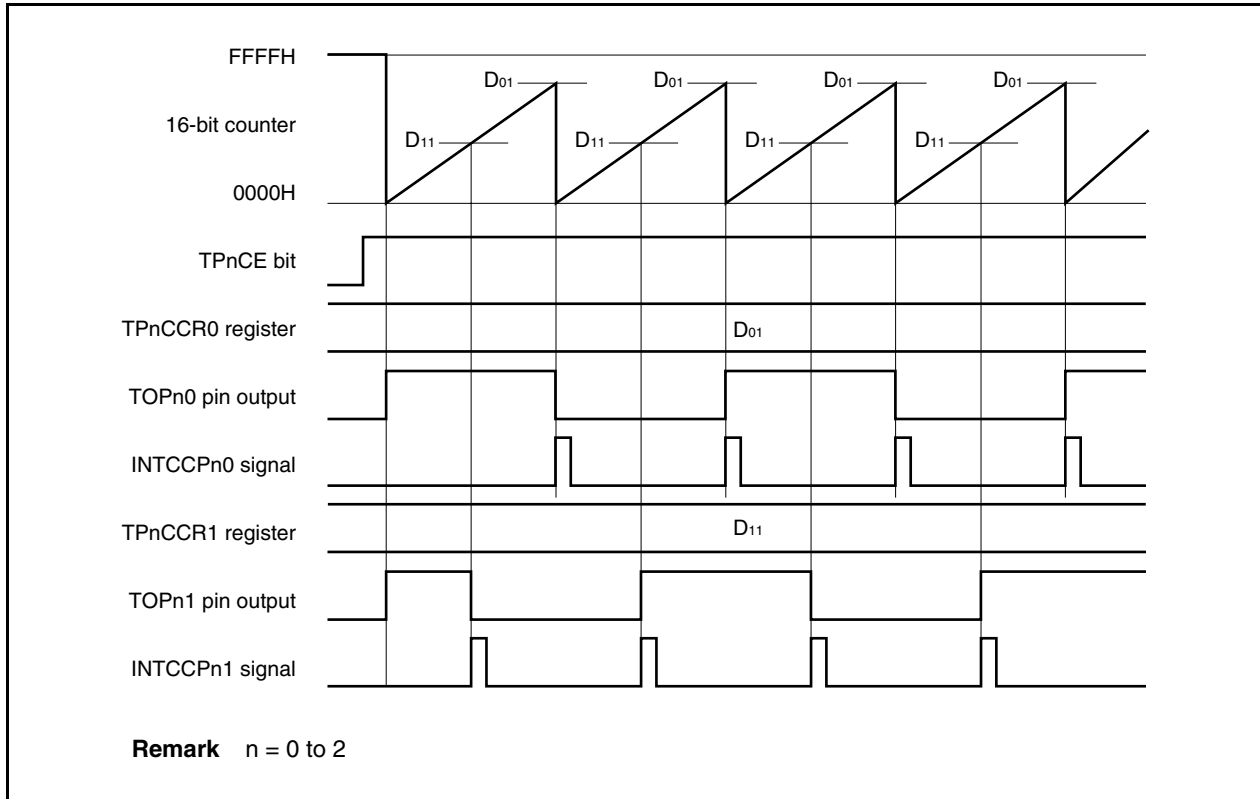 FFFFH
D01 D01 D01 D01
16-bit counter
D11 D11 D11 D11
0000H
TPnCE bit
TPnCCR0 register
D01
TOPn0 pin output
INTCCPn0 signal
TPnCCR1 register
D11
TOPn1 pin output
INTCCPn1 signal
Remark n = 0 to 2